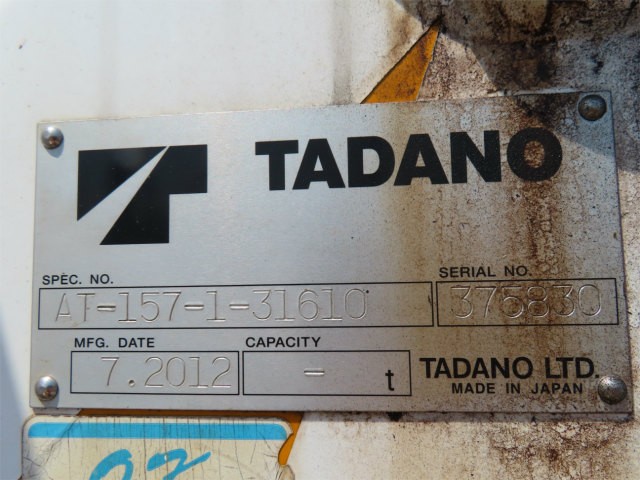 TADANO
SPEC. NO.
AT-157-1-31610
SERIAL NO.
375830
MFG. DATE
7.2012
CAPACITY
- t
TADANO LTD.
MADE IN JAPAN